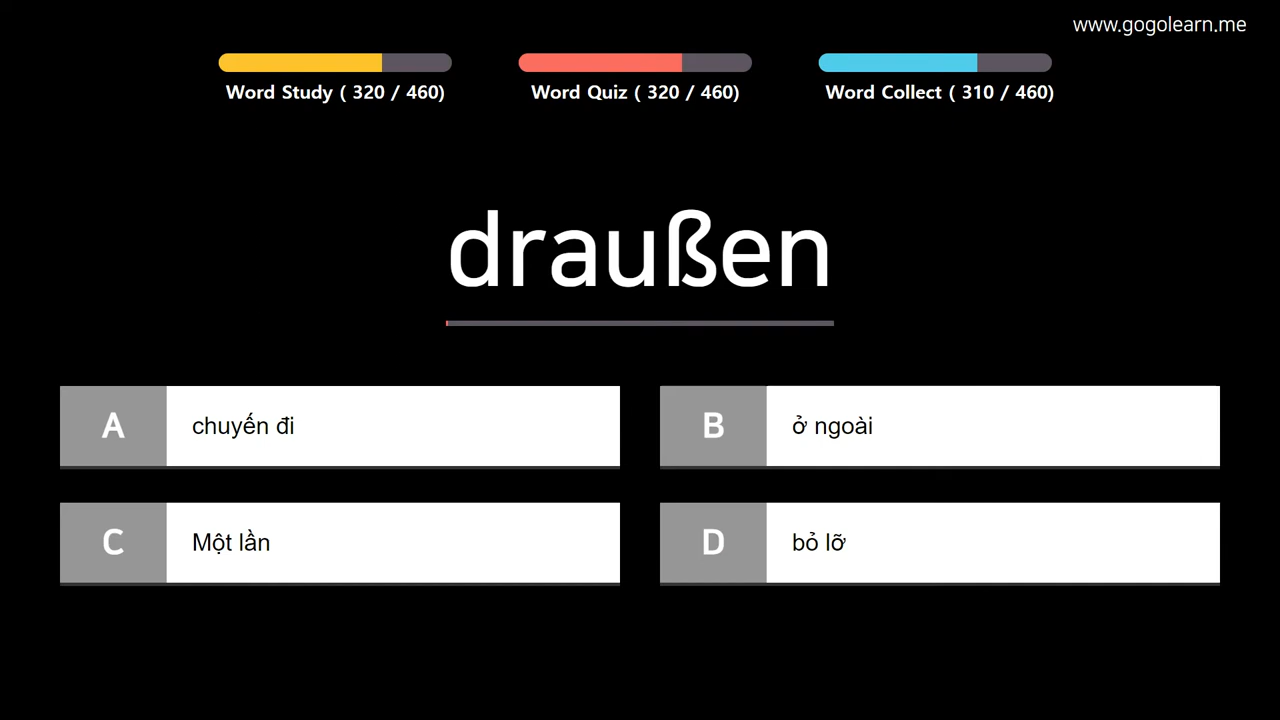 www.gogolearn.me
Word Study ( 320 / 460)
Word Quiz ( 320 / 460)
Word Collect ( 310 / 460)
draußen
A
chuyến đi
B
ở ngoài
C
Một lần
D
bỏ lỡ